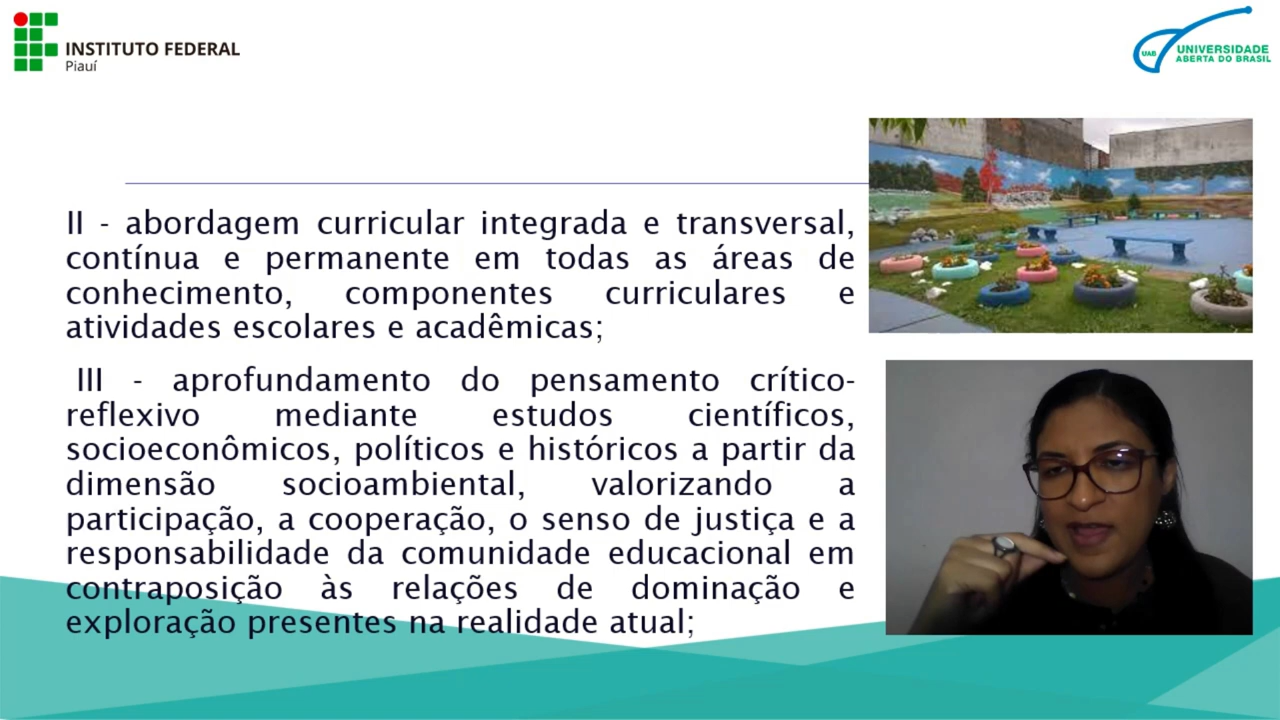 INSTITUTO FEDERAL
Piauí
UAB
UNIVERSIDADE
ABERTA DO BRASIL
II - abordagem curricular integrada e transversal,
contínua e permanente em todas as áreas de
conhecimento, componentes curriculares e
atividades escolares e acadêmicas;
III - aprofundamento do pensamento crítico-
reflexivo mediante estudos científicos,
socioeconômicos, políticos e históricos a partir da
dimensão socioambiental, valorizando a
participação, a cooperação, o senso de justiça e a
responsabilidade da comunidade educacional em
contraposição às relações de dominação e
exploração presentes na realidade atual;